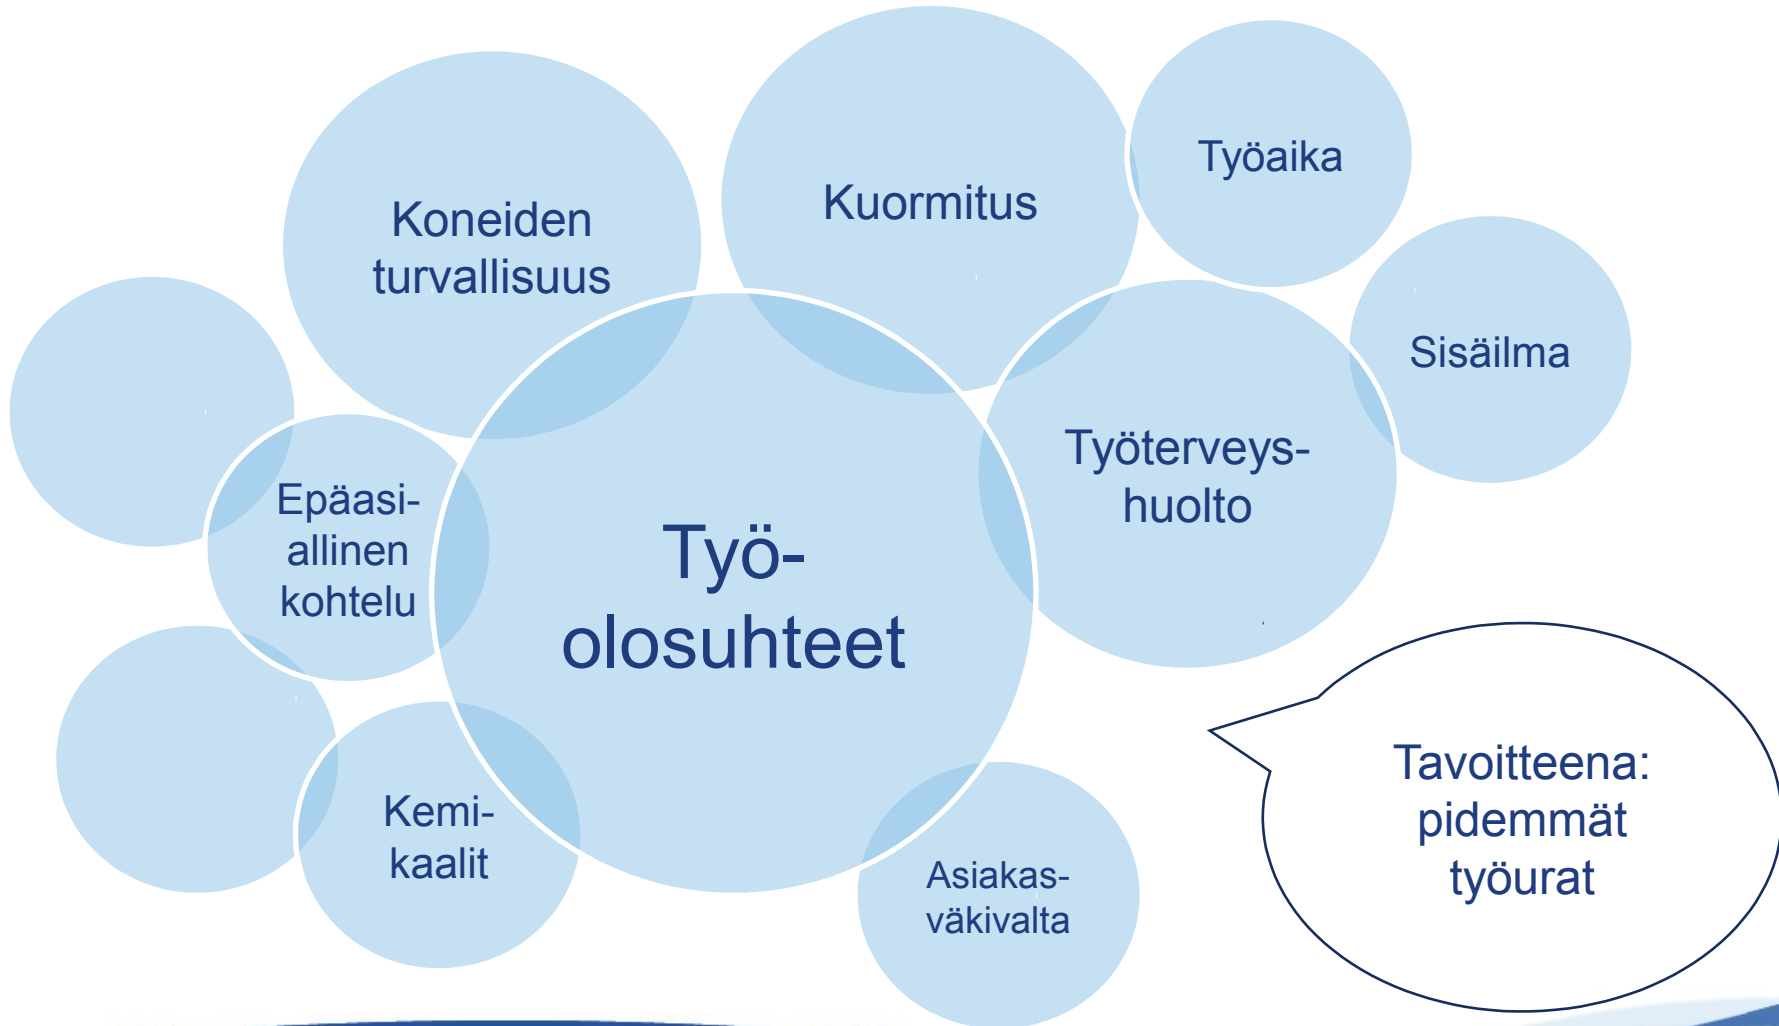 Koneiden
turvallisuus
Kuormitus
Työaika
Sisäilma
Työterveys-
huolto
Epäasi-
allinen
kohtelu
Työ-
olosuhteet
Kemi-
kaalit
Asiakas-
väkivalta
Tavoitteena:
pidemmät
työurat